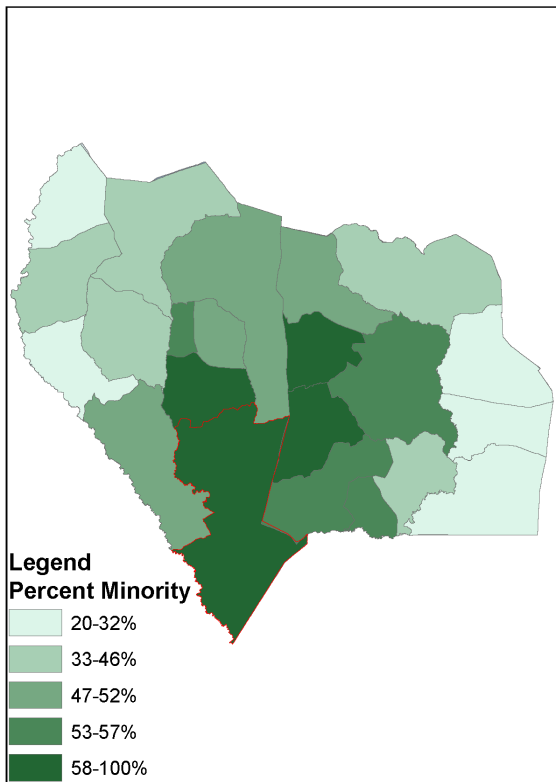 Legend
Percent Minority
20-32%
33-46%
47-52%
53-57%
58-100%